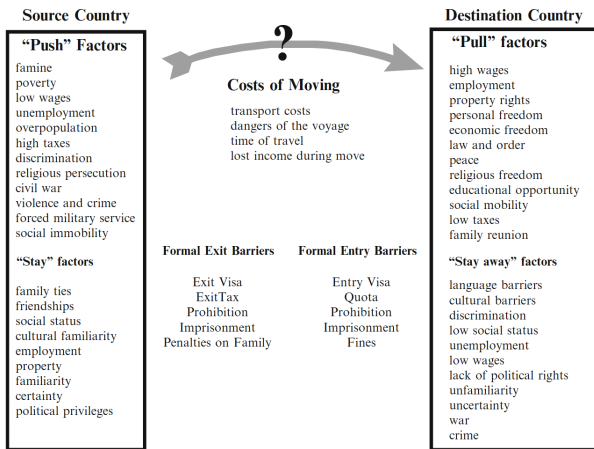 Source Country
“Push” Factors
famine
poverty
low wages
unemployment
overpopulation
high taxes
discrimination
religious persecution
civil war
violence and crime
forced military service
social immobility
“Stay” factors
family ties
friendships
social status
cultural familiarity
employment
property
familiarity
certainty
political privileges
?
Costs of Moving
transport costs
dangers of the voyage
time of travel
lost income during move
Formal Exit Barriers
Exit Visa
ExitTax
Prohibition
Imprisonment
Penalties on Family
Formal Entry Barriers
Entry Visa
Quota
Prohibition
Imprisonment
Fines
Destination Country
“Pull” factors
high wages
employment
property rights
personal freedom
economic freedom
law and order
peace
religious freedom
educational opportunity
social mobility
low taxes
family reunion
“Stay away” factors
language barriers
cultural barriers
discrimination
low social status
unemployment
low wages
lack of political rights
unfamiliarity
uncertainty
war
crime